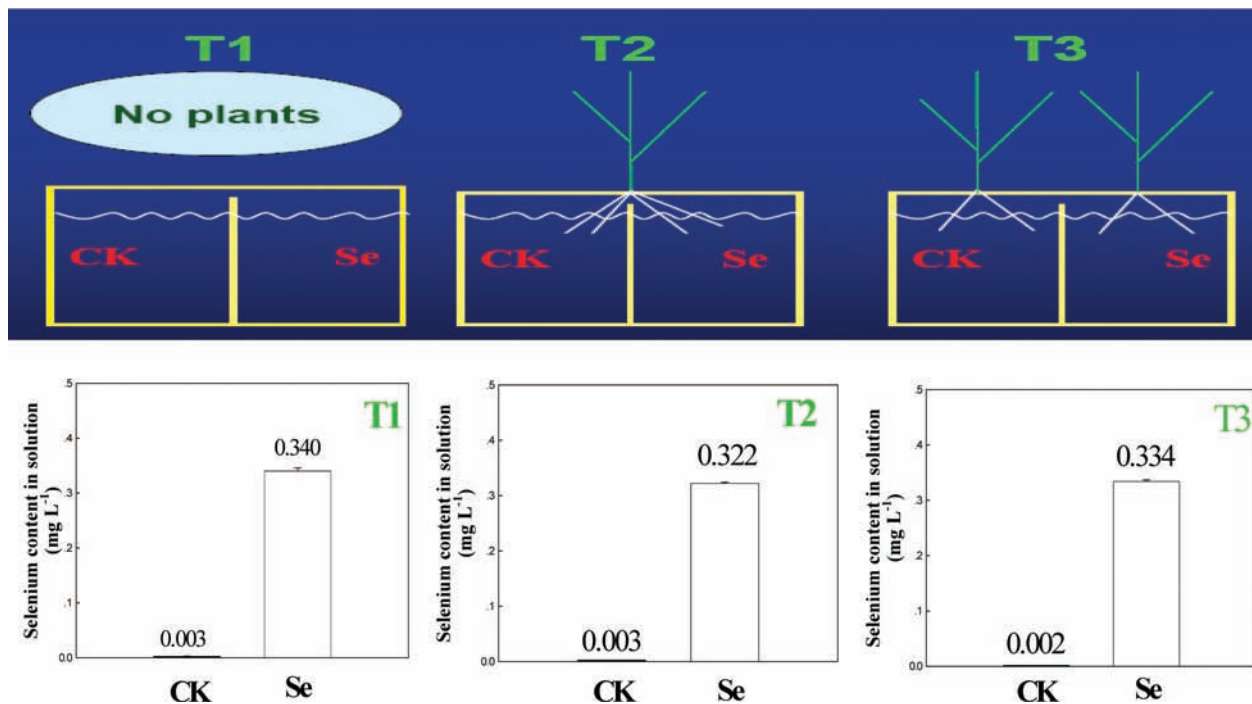 T1 T2 T3
No plants
CK Se CK Se CK Se
T1
Selenium content in solution
(mg L⁻¹)
.5
.4
.3
.2
.1
0.0
0.003
0.340
CK Se
T2
Selenium content in solution
(mg L⁻¹)
.5
.4
.3
.2
.1
0.0
0.003
0.322
CK Se
T3
Selenium content in solution
(mg L⁻¹)
.5
.4
.3
.2
.1
0.0
0.002
0.334
CK Se